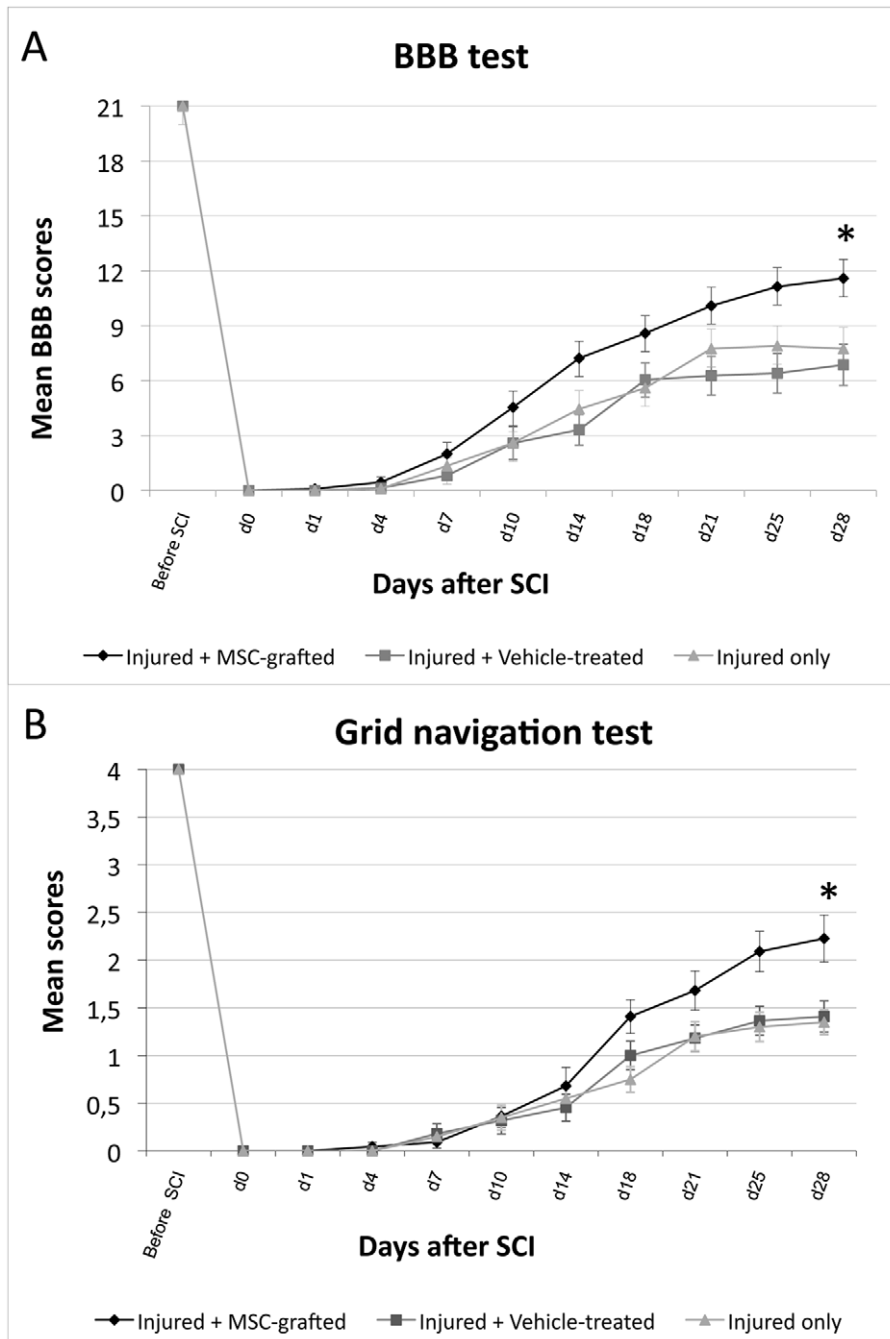 A
BBB test
21
18
15
12
9
6
3
0
*
Mean BBB scores
Before SCI d0 d1 d4 d7 d10 d14 d18 d21 d25 d28
Days after SCI
Injured + MSC-grafted Injured + Vehicle-treated Injured only
B
Grid navigation test
4
3,5
3
2,5
2
1,5
1
0,5
0
*
Mean scores
Before SCI d0 d1 d4 d7 d10 d14 d18 d21 d25 d28
Days after SCI
Injured + MSC-grafted Injured + Vehicle-treated Injured only